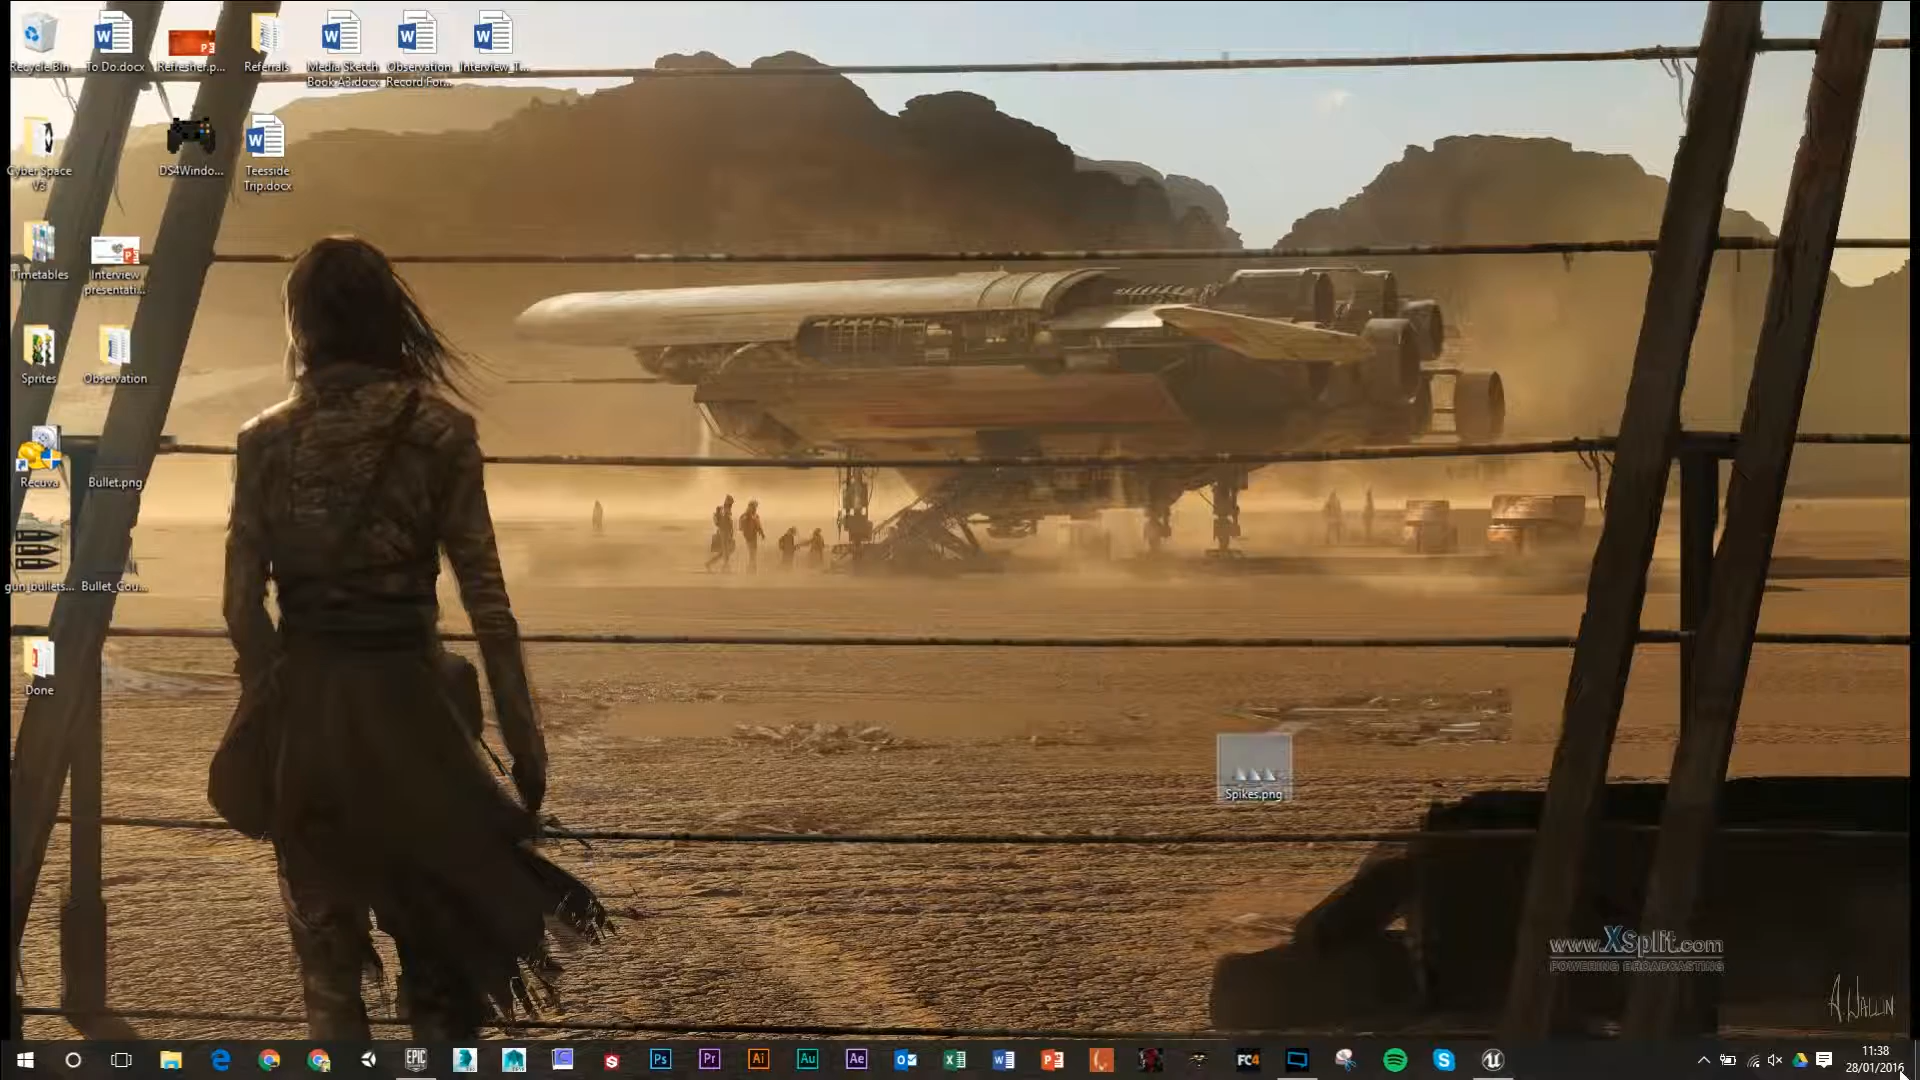 Recycle Bin
To Do.docx
Refresher.p...
Referrals
Media Sketch
Book A3.docx
Observation
Record For...
Interview_T...
Cyber Space
V3
DS4Windo...
Teesside
Trip.docx
Timetables
Interview
presentati...
Sprites
Observation
Recuva
Bullet.png
gun_bullets...
Bullet_Cou...
Done
Spikes.png
www.XSplit.com
POWERING BROADCASTING
A.WALLIN
EPIC
GAMES
Ps
Pr
Ai
Au
Ae
FC4
11:38
28/01/2016